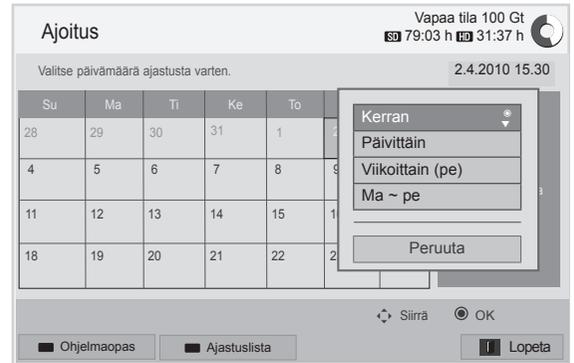 Ajoitus
Vapaa tila 100 Gt
SD 79:03 h HD 31:37 h
Valitse päivämäärä ajastusta varten.
2.4.2010 15.30
Su Ma Ti Ke To
28 29 30 31 1 2
4 5 6 7 8 9
11 12 13 14 15
18 19 20 21 22 2
Kerran
Päivittäin
Viikoittain (pe)
Ma ~ pe
Peruuta
a
Siirrä OK
Ohjelmaopas Ajastuslista Lopeta